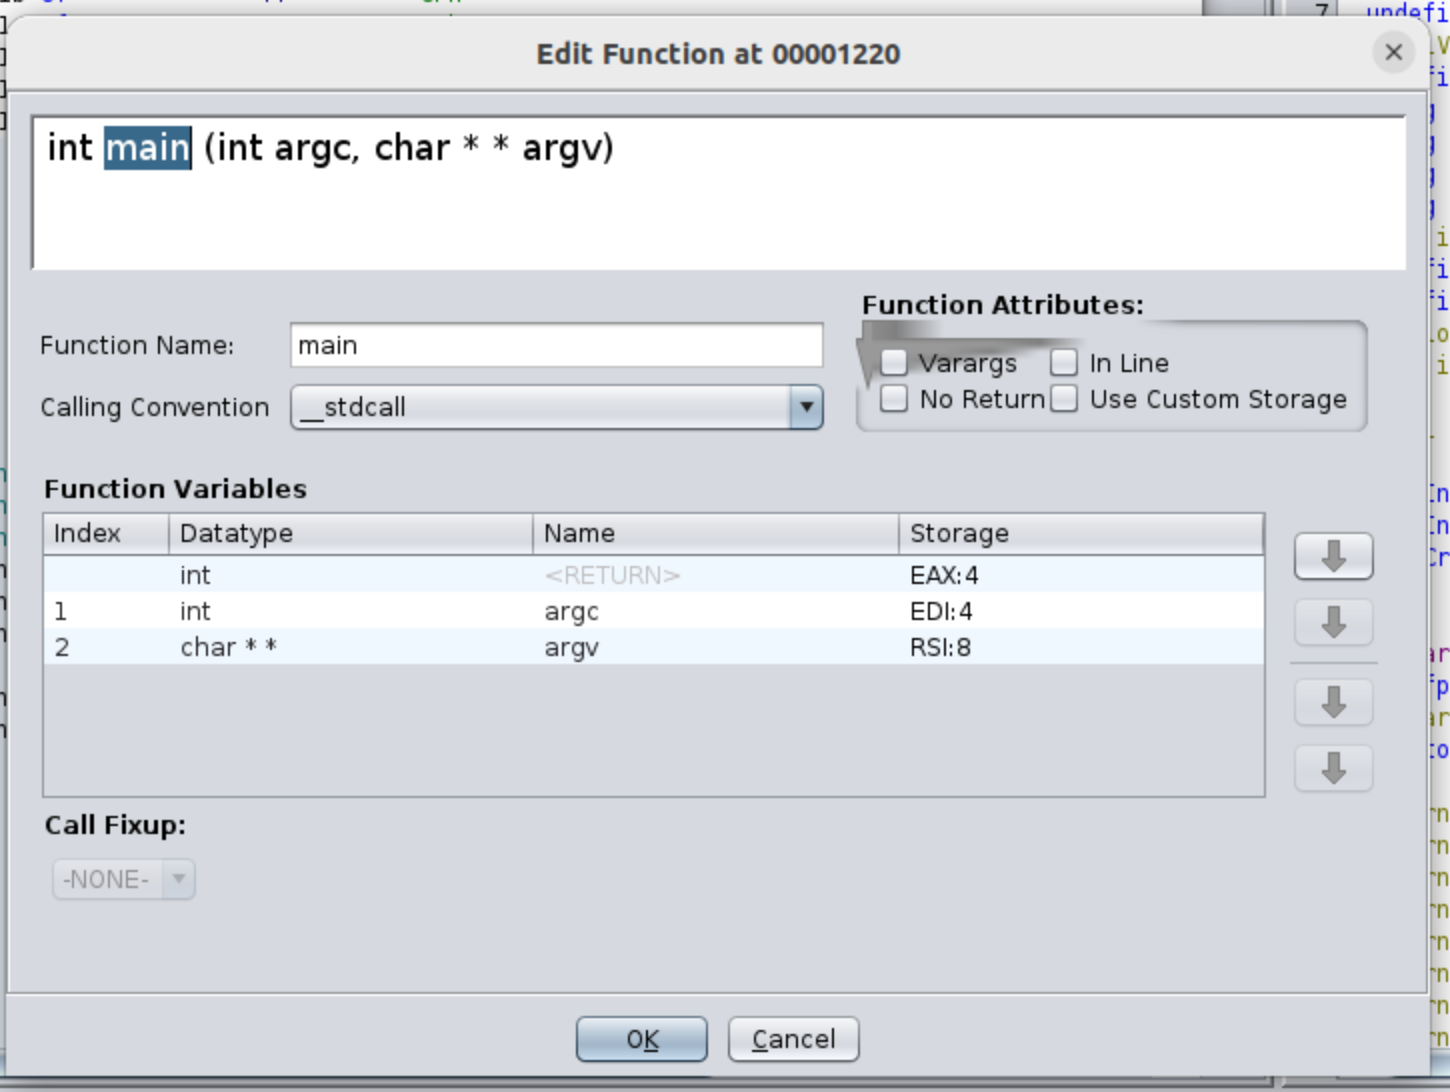 Edit Function at 00001220
int main (int argc, char * * argv)
Function Attributes:
Function Name: main
Varargs In Line
Calling Convention __stdcall
No Return Use Custom Storage
Function Variables
Index Datatype Name Storage
int <RETURN> EAX:4
1 int argc EDI:4
2 char * * argv RSI:8
Call Fixup:
-NONE-
OK Cancel